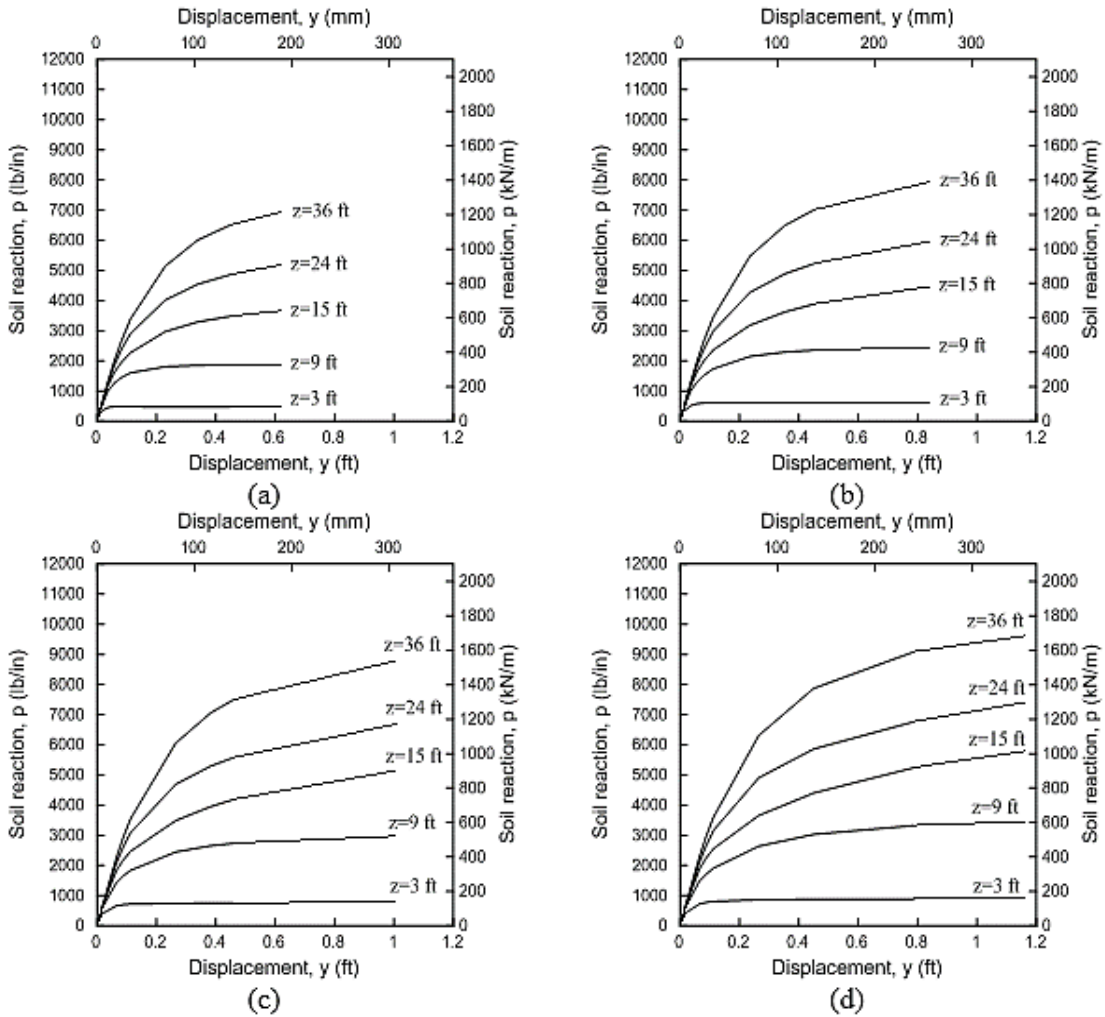 Displacement, y (mm)
0 100 200 300
12000
11000
10000
9000
8000
7000
6000
5000
4000
3000
2000
1000
0
Soil reaction, p (lb/in)
z=36 ft
z=24 ft
z=15 ft
z=9 ft
z=3 ft
2000
1800
1600
1400
1200
1000
800
600
400
200
0
Soil reaction, p (kN/m)
0 0.2 0.4 0.6 0.8 1 1.2
Displacement, y (ft)
(a)
Displacement, y (mm)
0 100 200 300
12000
11000
10000
9000
8000
7000
6000
5000
4000
3000
2000
1000
0
Soil reaction, p (lb/in)
z=36 ft
z=24 ft
z=15 ft
z=9 ft
z=3 ft
2000
1800
1600
1400
1200
1000
800
600
400
200
0
Soil reaction, p (kN/m)
0 0.2 0.4 0.6 0.8 1 1.2
Displacement, y (ft)
(b)
Displacement, y (mm)
0 100 200 300
12000
11000
10000
9000
8000
7000
6000
5000
4000
3000
2000
1000
0
Soil reaction, p (lb/in)
z=36 ft
z=24 ft
z=15 ft
z=9 ft
z=3 ft
2000
1800
1600
1400
1200
1000
800
600
400
200
0
Soil reaction, p (kN/m)
0 0.2 0.4 0.6 0.8 1 1.2
Displacement, y (ft)
(c)
Displacement, y (mm)
0 100 200 300
12000
11000
10000
9000
8000
7000
6000
5000
4000
3000
2000
1000
0
Soil reaction, p (lb/in)
z=36 ft
z=24 ft
z=15 ft
z=9 ft
z=3 ft
2000
1800
1600
1400
1200
1000
800
600
400
200
0
Soil reaction, p (kN/m)
0 0.2 0.4 0.6 0.8 1 1.2
Displacement, y (ft)
(d)